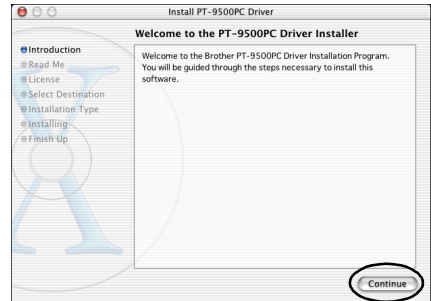 Install PT-9500PC Driver
Welcome to the PT-9500PC Driver Installer
Introduction
Read Me
License
Select Destination
Installation Type
Installing
Finish Up
Welcome to the Brother PT-9500PC Driver Installation Program.
You will be guided through the steps necessary to install this
software.
Continue